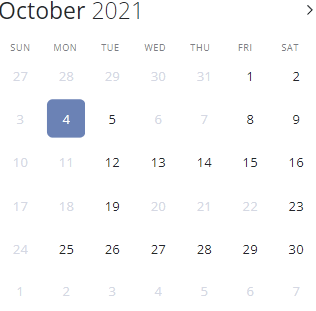 October 2021 >
SUN MON TUE WED THU FRI SAT
27 28 29 30 31 1 2
3 4 5 6 7 8 9
10 11 12 13 14 15 16
17 18 19 20 21 22 23
24 25 26 27 28 29 30
1 2 3 4 5 6 7